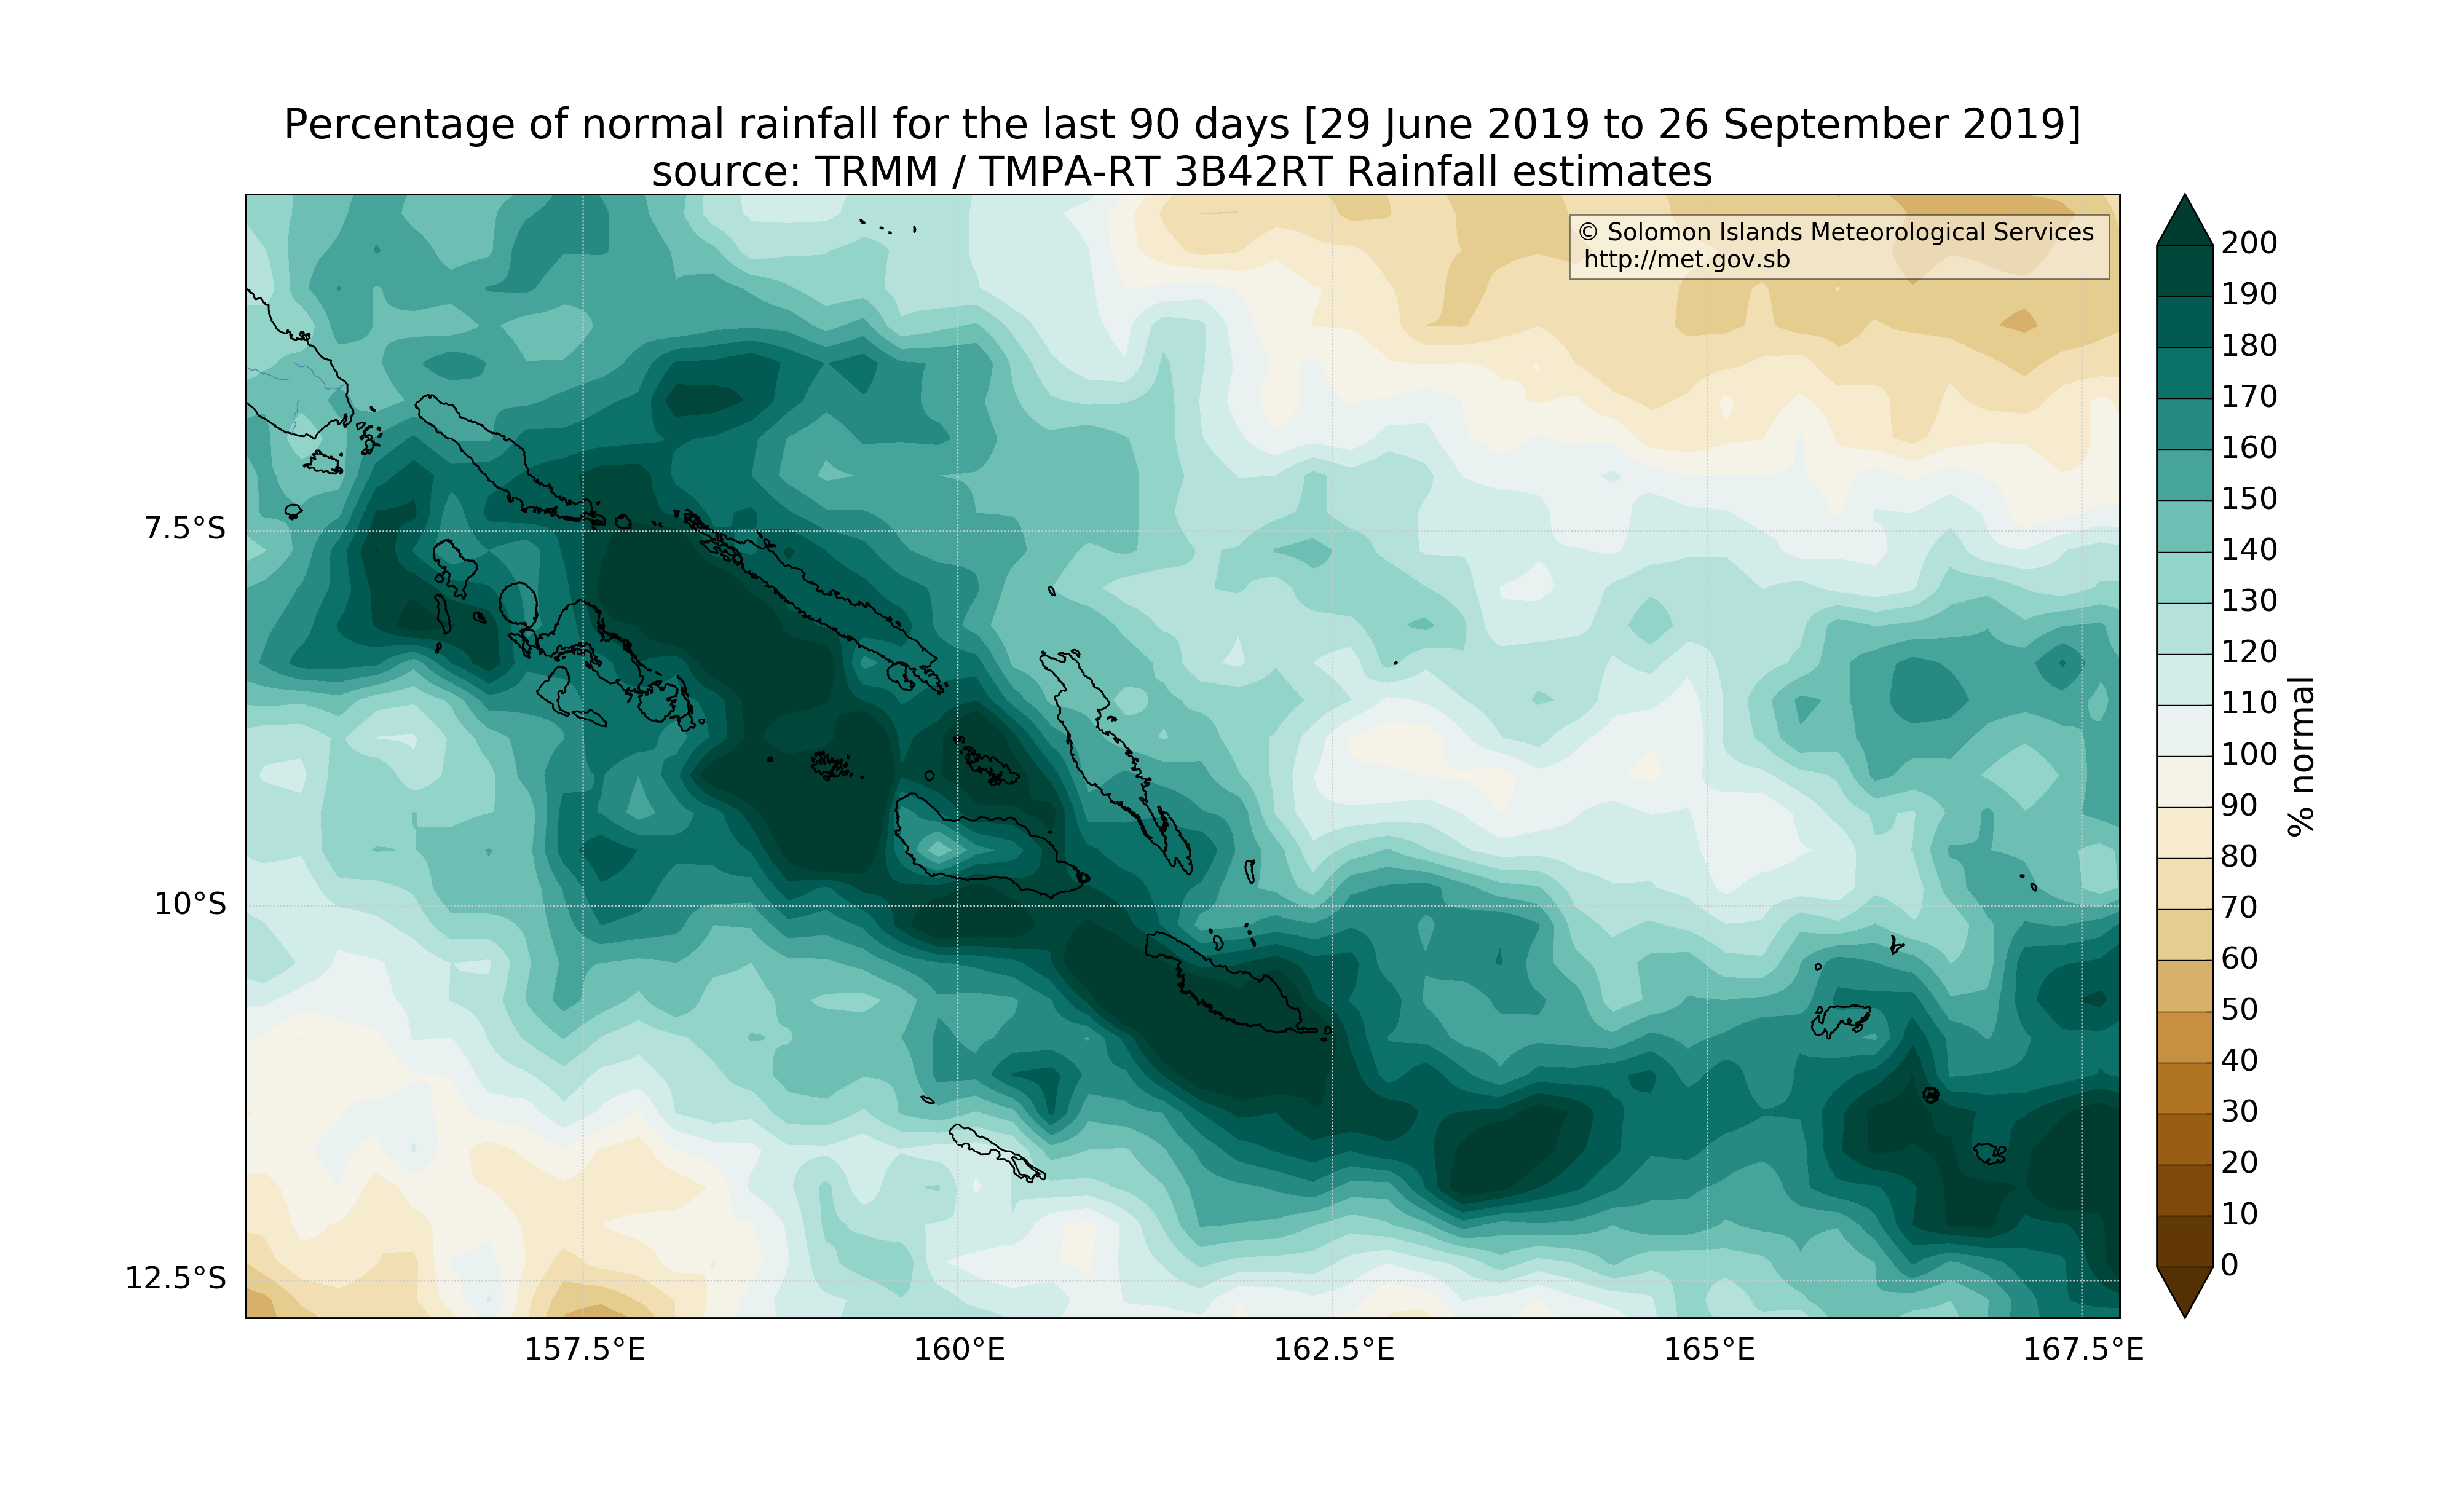 Percentage of normal rainfall for the last 90 days [29 June 2019 to 26 September 2019]
source: TRMM / TMPA-RT 3B42RT Rainfall estimates
© Solomon Islands Meteorological Services
http://met.gov.sb
7.5°S
10°S
12.5°S
157.5°E
160°E
162.5°E
165°E
167.5°E
200
190
180
170
160
150
140
130
120
110
100
90
80
70
60
50
40
30
20
10
0
% normal